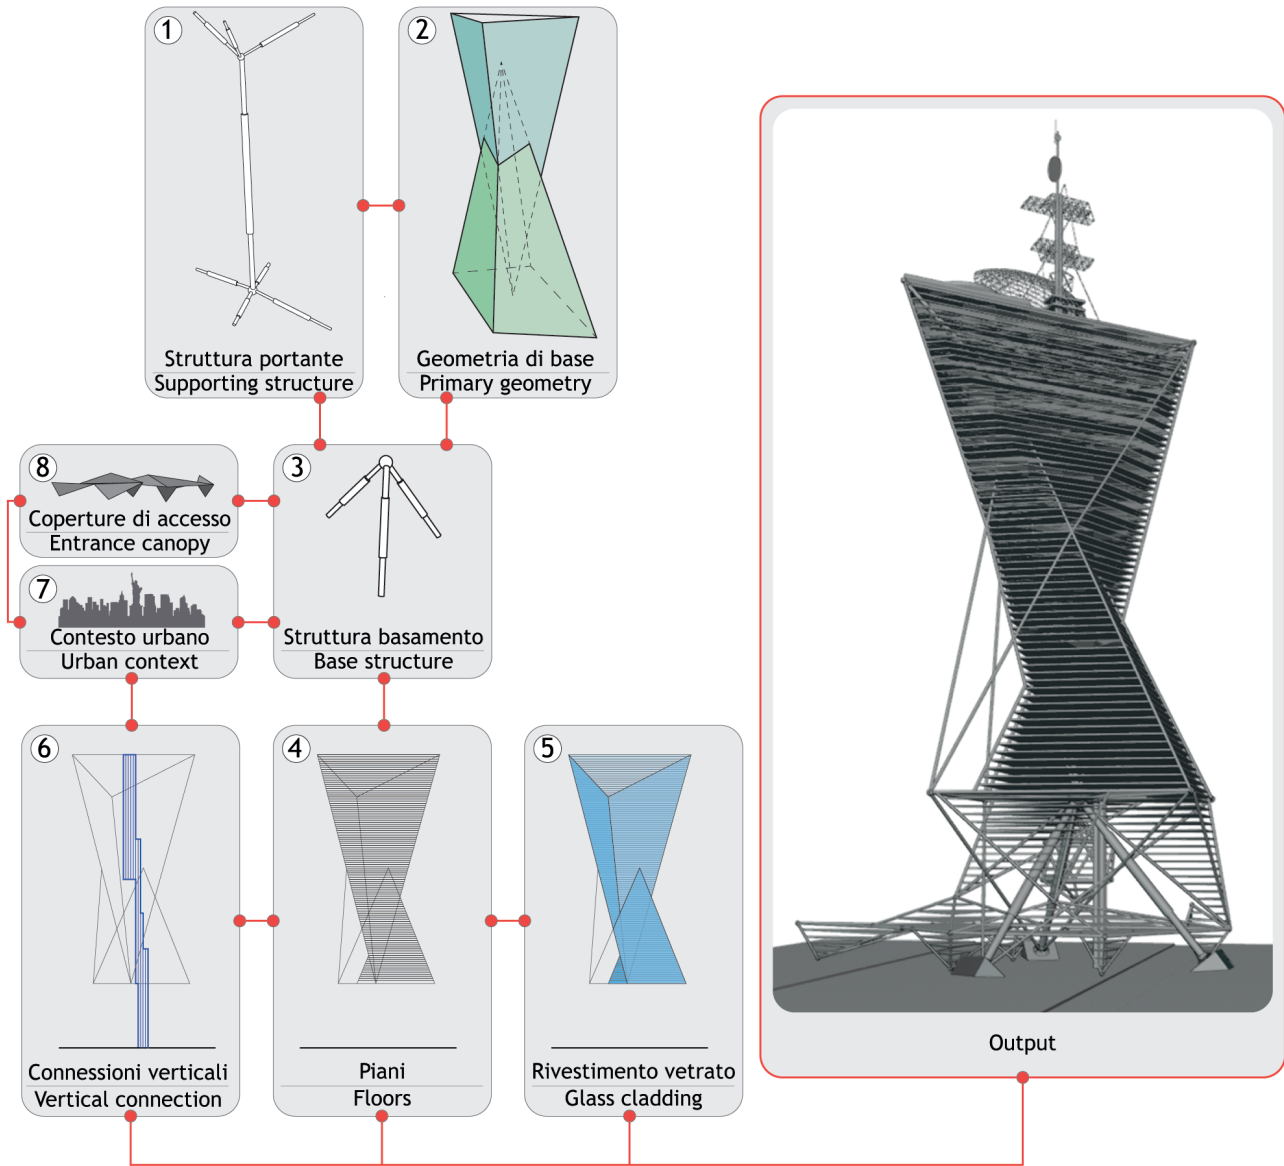 1
Struttura portante
Supporting structure
2
Geometria di base
Primary geometry
8
Coperture di accesso
Entrance canopy
3
Struttura basamento
Base structure
7
Contesto urbano
Urban context
6
Connessioni verticali
Vertical connection
4
Piani
Floors
5
Rivestimento vetrato
Glass cladding
Output